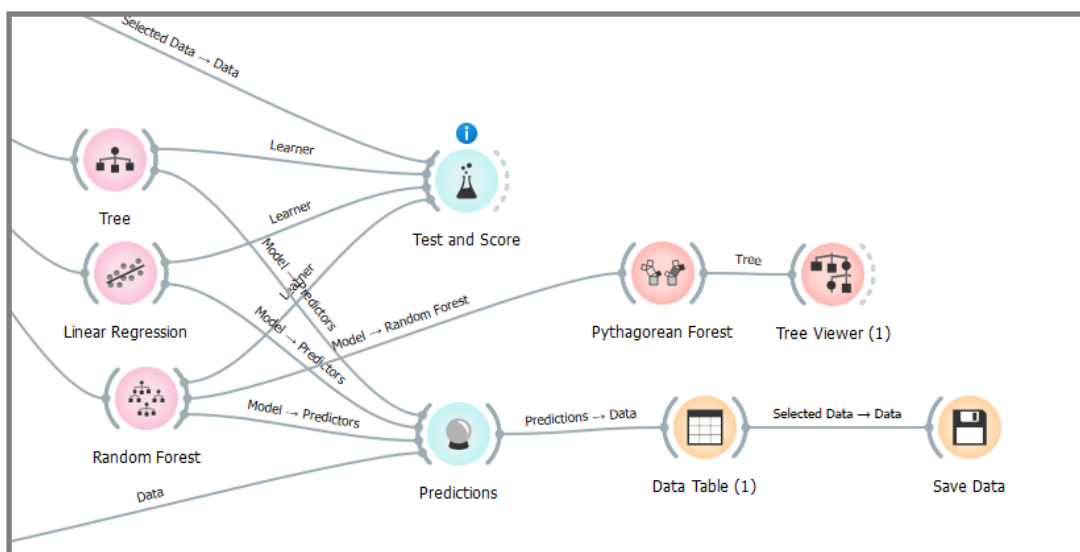 Selected Data → Data
Learner
Tree
Test and Score
Learner
Model → Predictors
Learner
Linear Regression
Tree
Pythagorean Forest
Tree Viewer (1)
Model → Random Forest
Model → Predictors
Random Forest
Model → Predictors
Predictions → Data
Selected Data → Data
Data
Predictions
Data Table (1)
Save Data